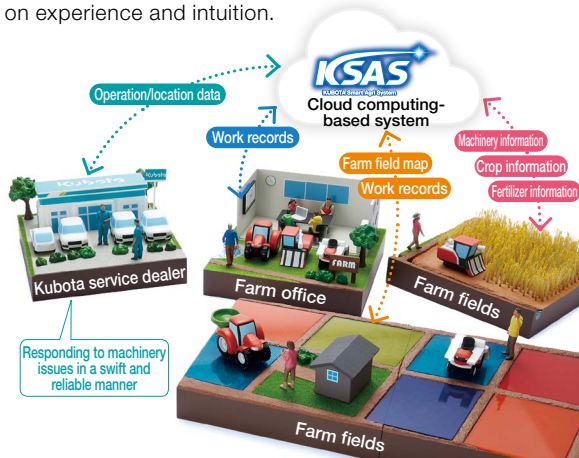 on experience and intuition.
KSAS
KUBOTA Smart Agri System
Cloud computing-
based system
Operation/location data
Work records
Farm field map
Work records
Machinery information
Crop information
Fertilizer information
Kubota
Kubota
Kubota service dealer
FARM
Farm office
Farm fields
Responding to machinery
issues in a swift and
reliable manner
Farm fields